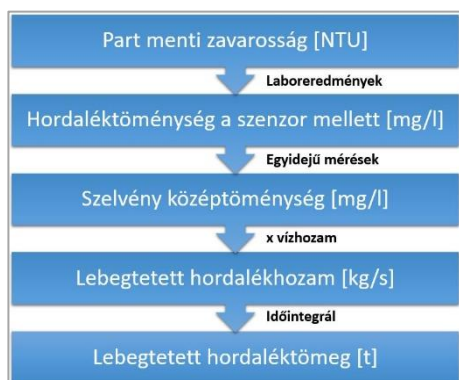 Part menti zavarosság [NTU]
Laboreredmények
Hordaléktöménység a szenzor mellett [mg/l]
Egyidejű mérések
Szelvény középtöménység [mg/l]
x vízhozam
Lebegtetett hordalékhozam [kg/s]
Időintegrál
Lebegtetett hordaléktömeg [t]